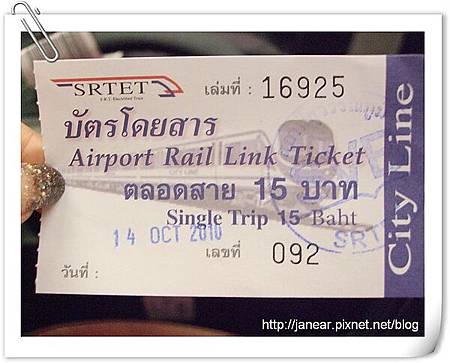 SRTET
S.R.T. Electrified Train
เล่มที่ : 16925
บัตรโดยสาร
Airport Rail Link Ticket
ตลอดสาย 15 บาท
Single Trip 15 Baht
14 OCT 2010
เลขที่ 092
วันที่ :
City Line
SRTE
http://janear.pixnet.net/blog